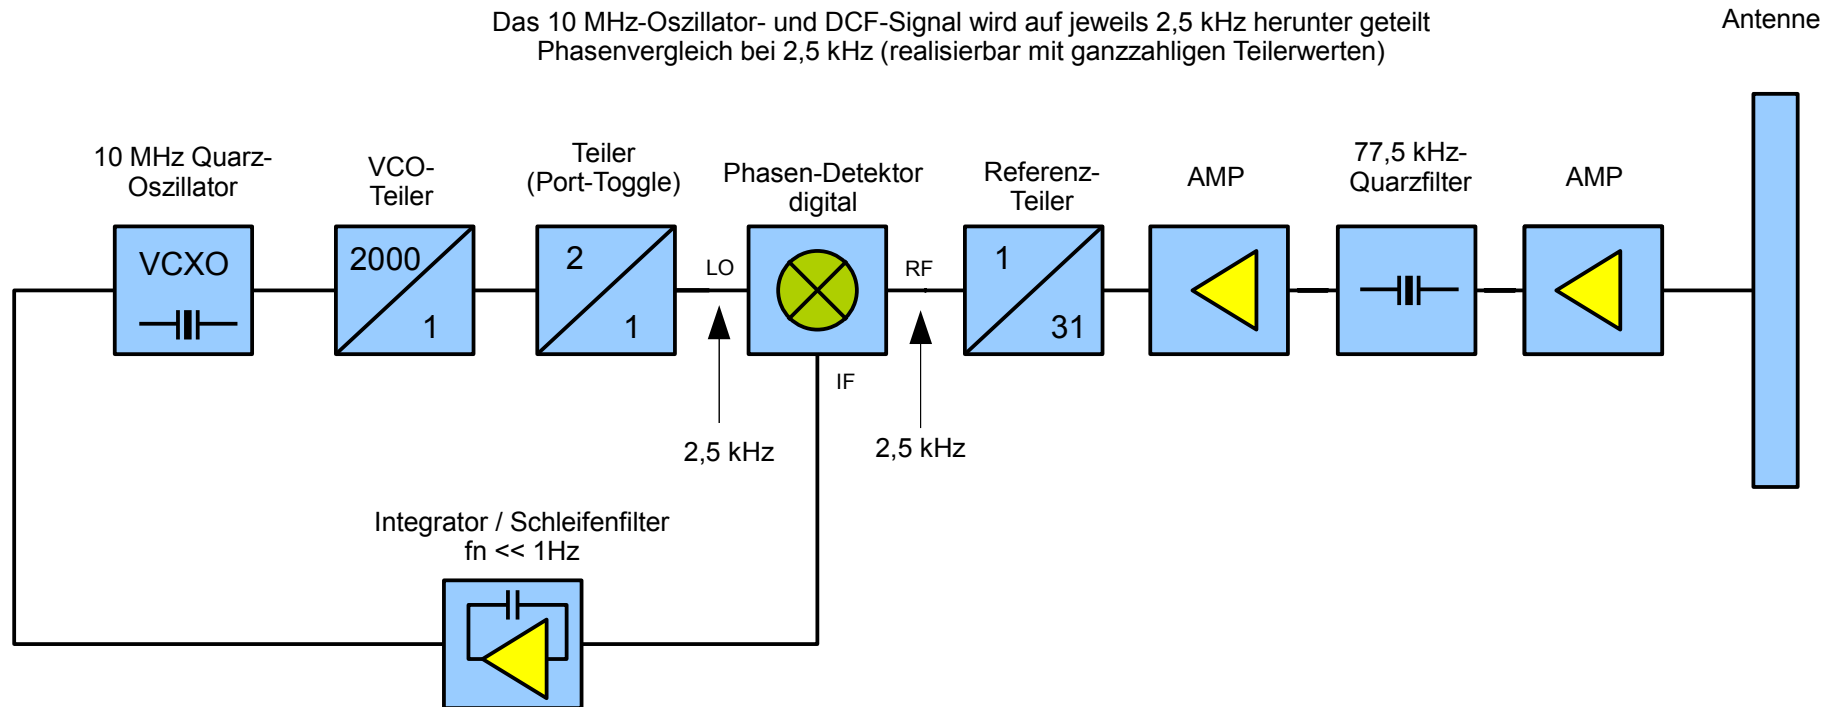 Das 10 MHz-Oszillator- und DCF-Signal wird auf jeweils 2,5 kHz herunter geteilt
Phasenvergleich bei 2,5 kHz (realisierbar mit ganzzahligen Teilerwerten)
Antenne
10 MHz Quarz-
Oszillator
VCO-
Teiler
Teiler
(Port-Toggle)
Phasen-Detektor
digital
Referenz-
Teiler
AMP
77,5 kHz-
Quarzfilter
AMP
VCXO
2000
1
2
1
LO
RF
1
31
IF
2,5 kHz
2,5 kHz
Integrator / Schleifenfilter
fn << 1Hz